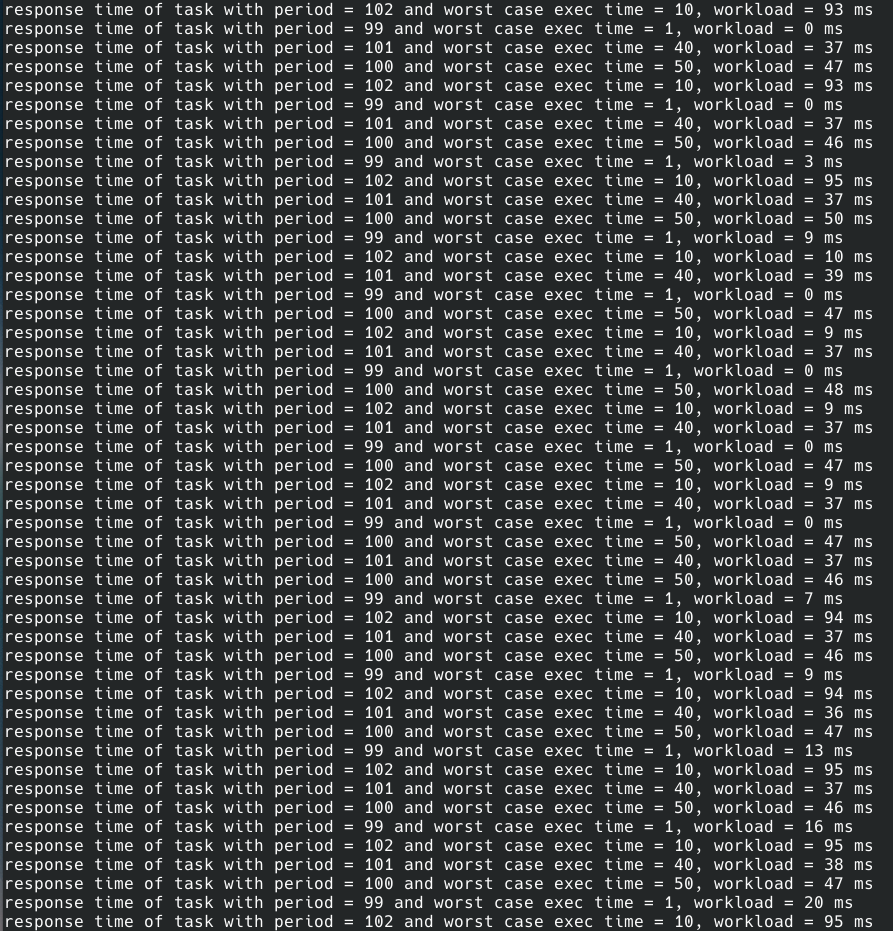 response time of task with period = 102 and worst case exec time = 10, workload = 93 ms
response time of task with period = 99 and worst case exec time = 1, workload = 0 ms
response time of task with period = 101 and worst case exec time = 40, workload = 37 ms
response time of task with period = 100 and worst case exec time = 50, workload = 47 ms
response time of task with period = 102 and worst case exec time = 10, workload = 93 ms
response time of task with period = 99 and worst case exec time = 1, workload = 0 ms
response time of task with period = 101 and worst case exec time = 40, workload = 37 ms
response time of task with period = 100 and worst case exec time = 50, workload = 46 ms
response time of task with period = 99 and worst case exec time = 1, workload = 3 ms
response time of task with period = 102 and worst case exec time = 10, workload = 95 ms
response time of task with period = 101 and worst case exec time = 40, workload = 37 ms
response time of task with period = 100 and worst case exec time = 50, workload = 50 ms
response time of task with period = 99 and worst case exec time = 1, workload = 9 ms
response time of task with period = 102 and worst case exec time = 10, workload = 10 ms
response time of task with period = 101 and worst case exec time = 40, workload = 39 ms
response time of task with period = 99 and worst case exec time = 1, workload = 0 ms
response time of task with period = 100 and worst case exec time = 50, workload = 47 ms
response time of task with period = 102 and worst case exec time = 10, workload = 9 ms
response time of task with period = 101 and worst case exec time = 40, workload = 37 ms
response time of task with period = 99 and worst case exec time = 1, workload = 0 ms
response time of task with period = 100 and worst case exec time = 50, workload = 48 ms
response time of task with period = 102 and worst case exec time = 10, workload = 9 ms
response time of task with period = 101 and worst case exec time = 40, workload = 37 ms
response time of task with period = 99 and worst case exec time = 1, workload = 0 ms
response time of task with period = 100 and worst case exec time = 50, workload = 47 ms
response time of task with period = 102 and worst case exec time = 10, workload = 9 ms
response time of task with period = 101 and worst case exec time = 40, workload = 37 ms
response time of task with period = 99 and worst case exec time = 1, workload = 0 ms
response time of task with period = 100 and worst case exec time = 50, workload = 47 ms
response time of task with period = 101 and worst case exec time = 40, workload = 37 ms
response time of task with period = 100 and worst case exec time = 50, workload = 46 ms
response time of task with period = 99 and worst case exec time = 1, workload = 7 ms
response time of task with period = 102 and worst case exec time = 10, workload = 94 ms
response time of task with period = 101 and worst case exec time = 40, workload = 37 ms
response time of task with period = 100 and worst case exec time = 50, workload = 46 ms
response time of task with period = 99 and worst case exec time = 1, workload = 9 ms
response time of task with period = 102 and worst case exec time = 10, workload = 94 ms
response time of task with period = 101 and worst case exec time = 40, workload = 36 ms
response time of task with period = 100 and worst case exec time = 50, workload = 47 ms
response time of task with period = 99 and worst case exec time = 1, workload = 13 ms
response time of task with period = 102 and worst case exec time = 10, workload = 95 ms
response time of task with period = 101 and worst case exec time = 40, workload = 37 ms
response time of task with period = 100 and worst case exec time = 50, workload = 46 ms
response time of task with period = 99 and worst case exec time = 1, workload = 16 ms
response time of task with period = 102 and worst case exec time = 10, workload = 95 ms
response time of task with period = 101 and worst case exec time = 40, workload = 38 ms
response time of task with period = 100 and worst case exec time = 50, workload = 47 ms
response time of task with period = 99 and worst case exec time = 1, workload = 20 ms
response time of task with period = 102 and worst case exec time = 10, workload = 95 ms